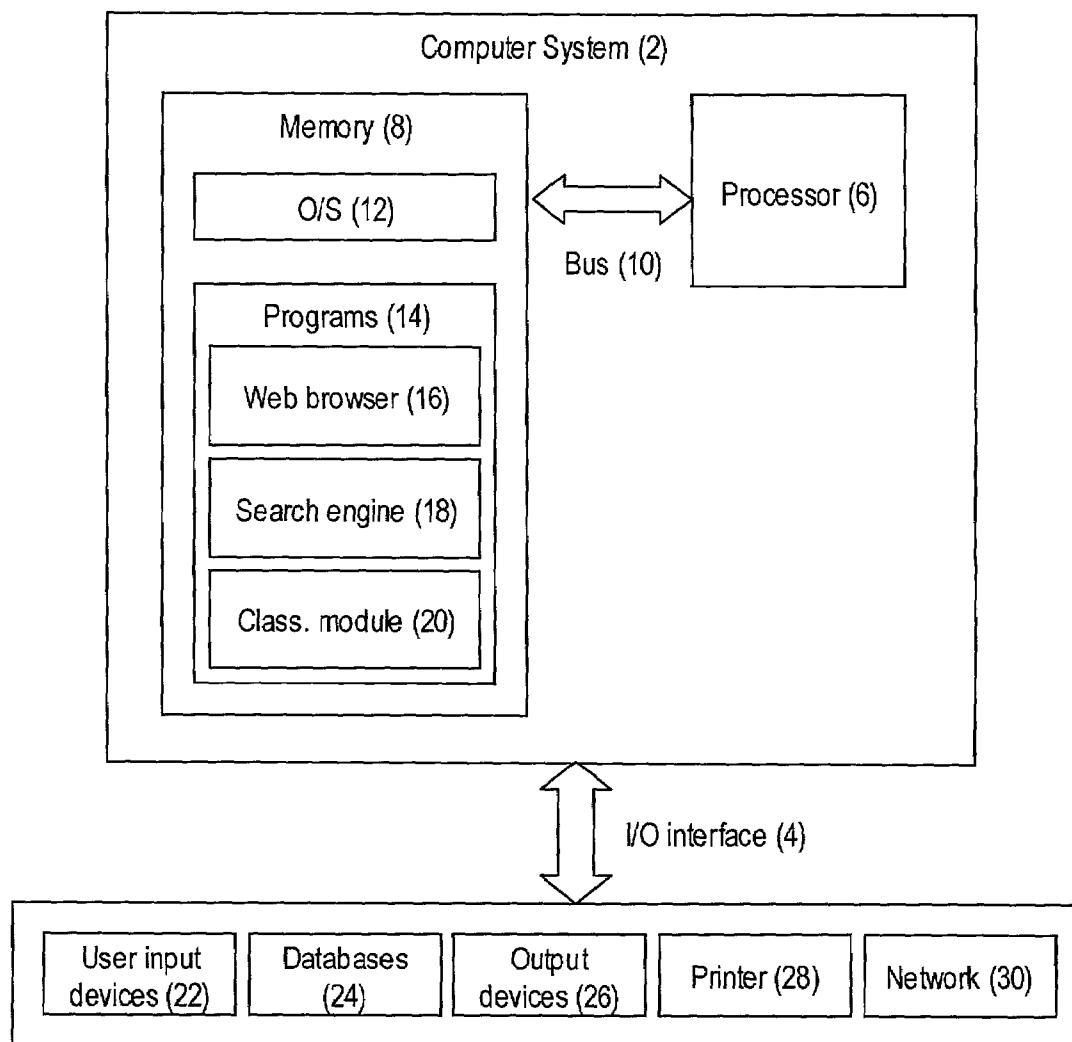 Computer System (2)
Memory (8)
O/S (12)
Programs (14)
Web browser (16)
Search engine (18)
Class. module (20)
Bus (10)
Processor (6)
I/O interface (4)
User input
devices (22)
Databases
(24)
Output
devices (26)
Printer (28)
Network (30)